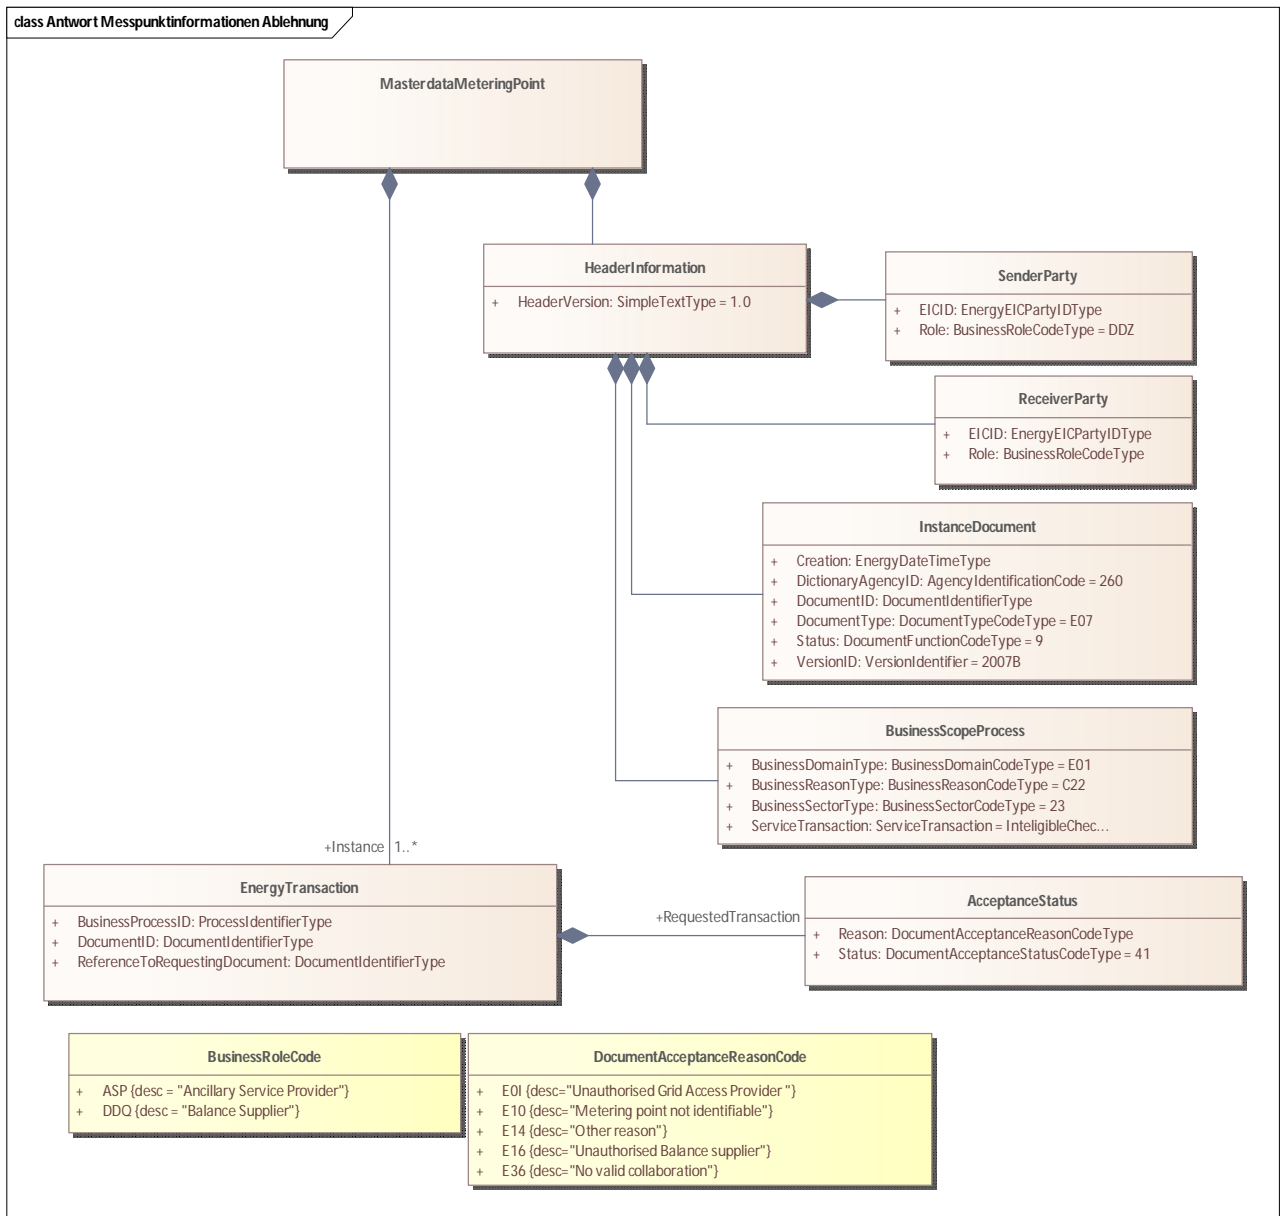 class Antwort Messpunktinformationen Ablehnung
MasterdataMeteringPoint
HeaderInformation
+ HeaderVersion: SimpleTextType = 1.0
SenderParty
+ EICID: EnergyEICPartyIDType
+ Role: BusinessRoleCodeType = DDZ
ReceiverParty
+ EICID: EnergyEICPartyIDType
+ Role: BusinessRoleCodeType
InstanceDocument
+ Creation: EnergyDateTimeType
+ DictionaryAgencyID: AgencyIdentificationCode = 260
+ DocumentID: DocumentIdentifierType
+ DocumentType: DocumentTypeCodeType = E07
+ Status: DocumentFunctionCodeType = 9
+ VersionID: VersionIdentifier = 2007B
BusinessScopeProcess
+ BusinessDomainType: BusinessDomainCodeType = E01
+ BusinessReasonType: BusinessReasonCodeType = C22
+ BusinessSectorType: BusinessSectorCodeType = 23
+ ServiceTransaction: ServiceTransaction = InteligibleChec...
+Instance 1..*
EnergyTransaction
+ BusinessProcessID: ProcessIdentifierType
+ DocumentID: DocumentIdentifierType
+ ReferenceToRequestingDocument: DocumentIdentifierType
+RequestedTransaction
AcceptanceStatus
+ Reason: DocumentAcceptanceReasonCodeType
+ Status: DocumentAcceptanceStatusCodeType = 41
BusinessRoleCode
+ ASP {desc = "Ancillary Service Provider"}
+ DDQ {desc = "Balance Supplier"}
DocumentAcceptanceReasonCode
+ E0I {desc="Unauthorised Grid Access Provider "}
+ E10 {desc="Metering point not identifiable"}
+ E14 {desc="Other reason"}
+ E16 {desc="Unauthorised Balance supplier"}
+ E36 {desc="No valid collaboration"}